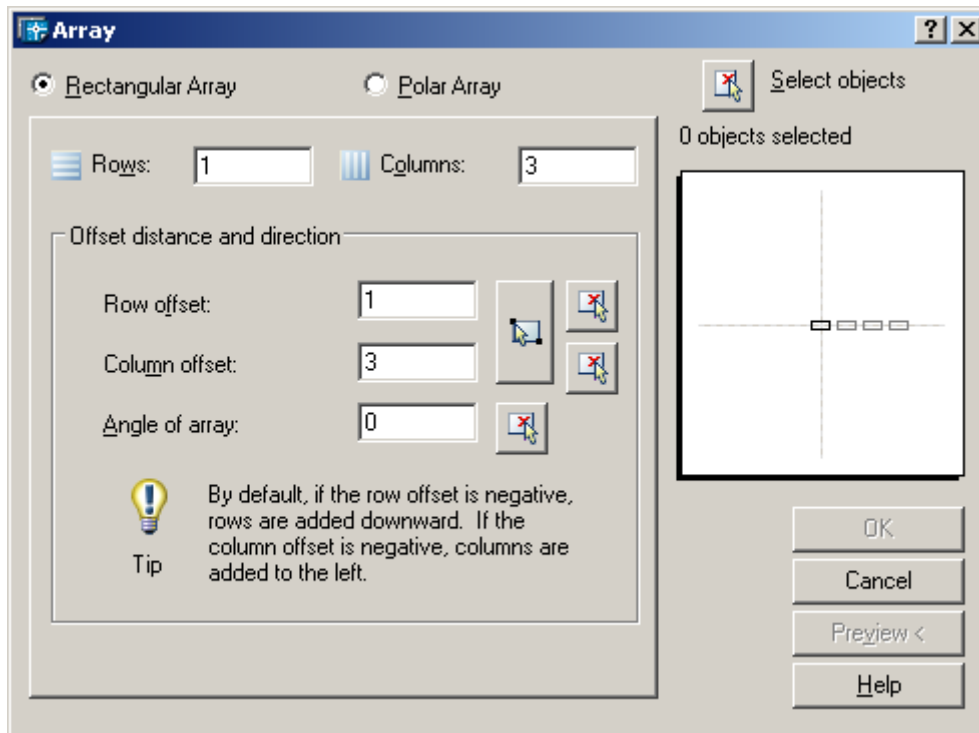 Array
Rectangular Array
Polar Array
Select objects
0 objects selected
Rows:
1
Columns:
3
Offset distance and direction
Row offset:
1
Column offset:
3
Angle of array:
0
Tip
By default, if the row offset is negative,
rows are added downward. If the
column offset is negative, columns are
added to the left.
OK
Cancel
Preview <
Help